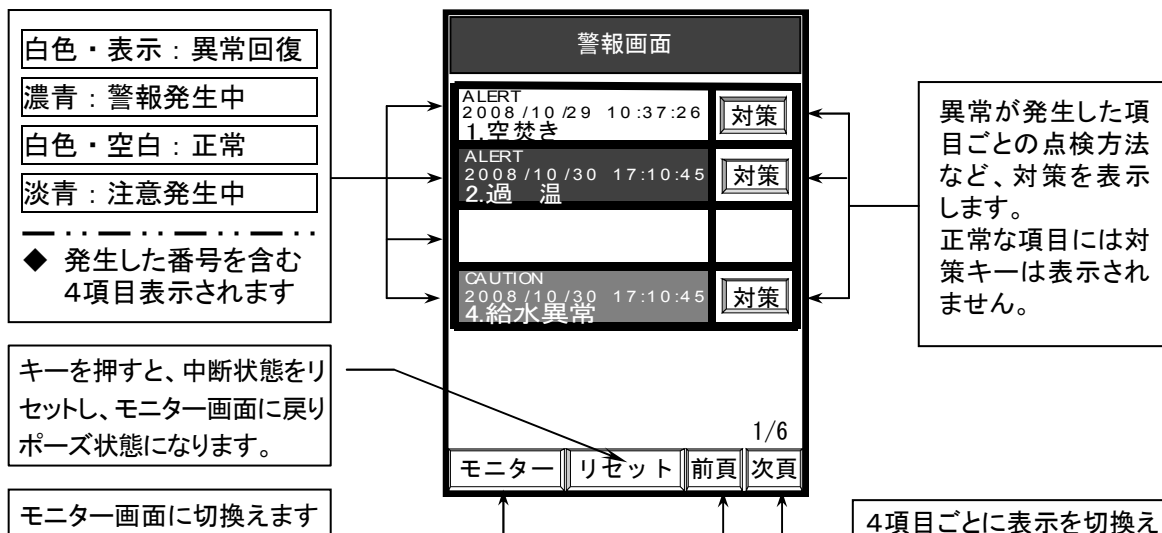 白色・表示：異常回復
濃青：警報発生中
白色・空白：正常
淡青：注意発生中
◆ 発生した番号を含む
４項目表示されます
キーを押すと、中断状態をリ
セットし、モニター画面に戻り
ポーズ状態になります。
モニター画面に切換えます
警報画面
ALERT
2008/10/29 10:37:26
1.空焚き
対策
ALERT
2008/10/30 17:10:45
2.過　温
対策
CAUTION
2008/10/30 17:10:45
4.給水異常
対策
1/6
モニター リセット 前頁 次頁
異常が発生した項
目ごとの点検方法
など、対策を表示
します。
正常な項目には対
策キーは表示され
ません。
４項目ごとに表示を切換え